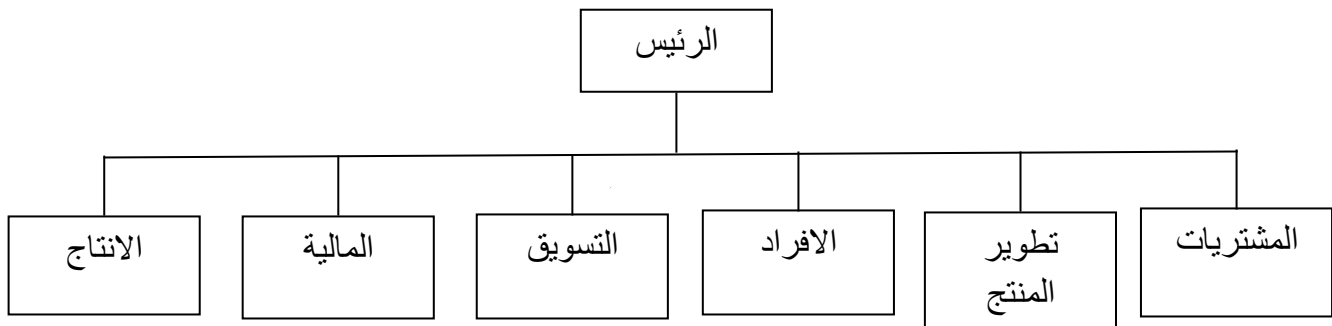 الرئيس
المشتريات
تطوير
المنتج
الافراد
التسويق
المالية
الانتاج